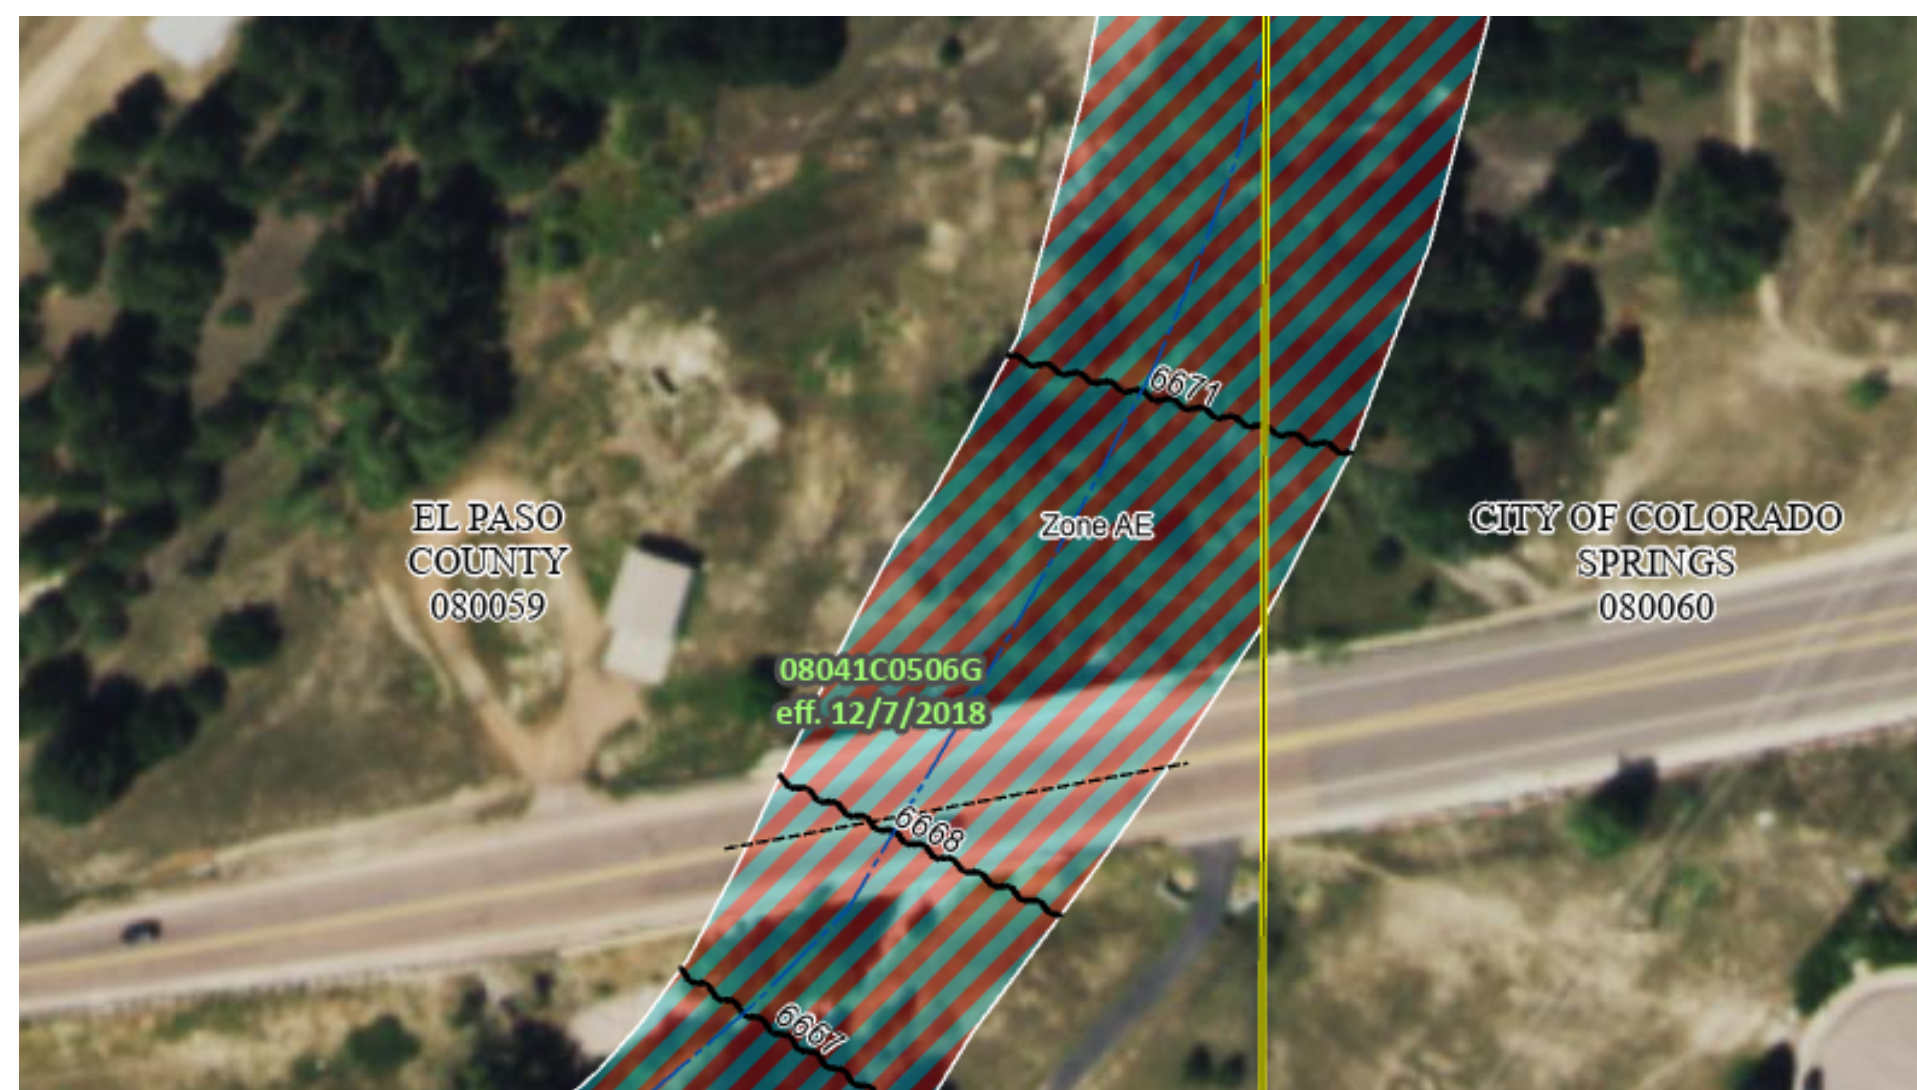 6671
Zone AE
EL PASO
COUNTY
080059
CITY OF COLORADO
SPRINGS
080060
08041C0506G
eff. 12/7/2018
6668
6667